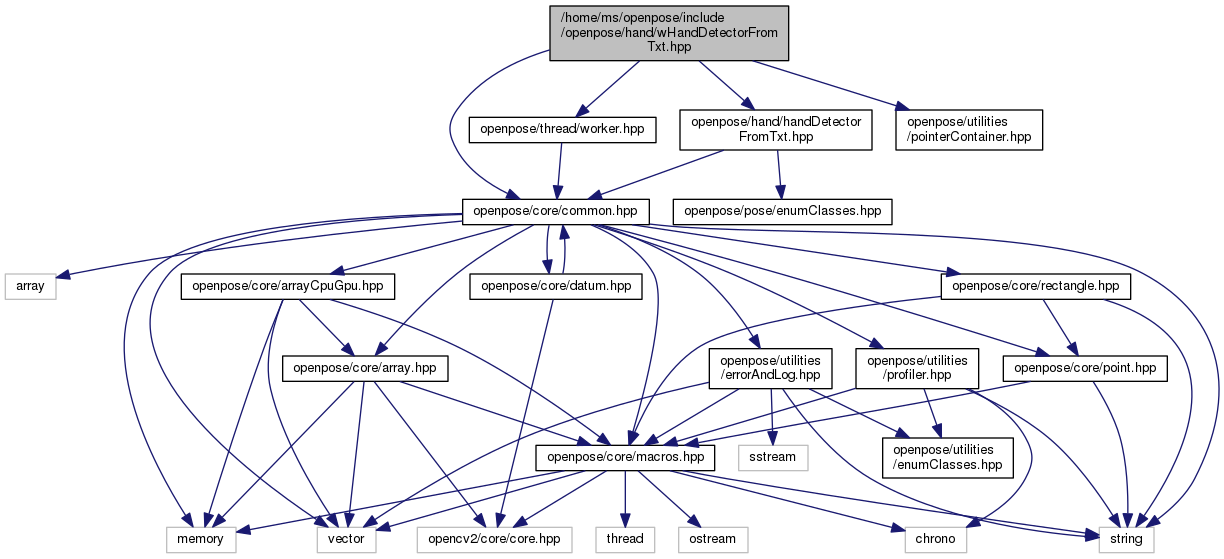 /home/ms/openpose/include
/openpose/hand/wHandDetectorFrom
Txt.hpp
openpose/thread/worker.hpp
openpose/hand/handDetector
FromTxt.hpp
openpose/utilities
/pointerContainer.hpp
openpose/core/common.hpp
openpose/pose/enumClasses.hpp
array
openpose/core/arrayCpuGpu.hpp
openpose/core/datum.hpp
openpose/core/rectangle.hpp
openpose/core/array.hpp
openpose/utilities
/errorAndLog.hpp
openpose/utilities
/profiler.hpp
openpose/core/point.hpp
openpose/core/macros.hpp
sstream
openpose/utilities
/enumClasses.hpp
memory
vector
opencv2/core/core.hpp
thread
ostream
chrono
string